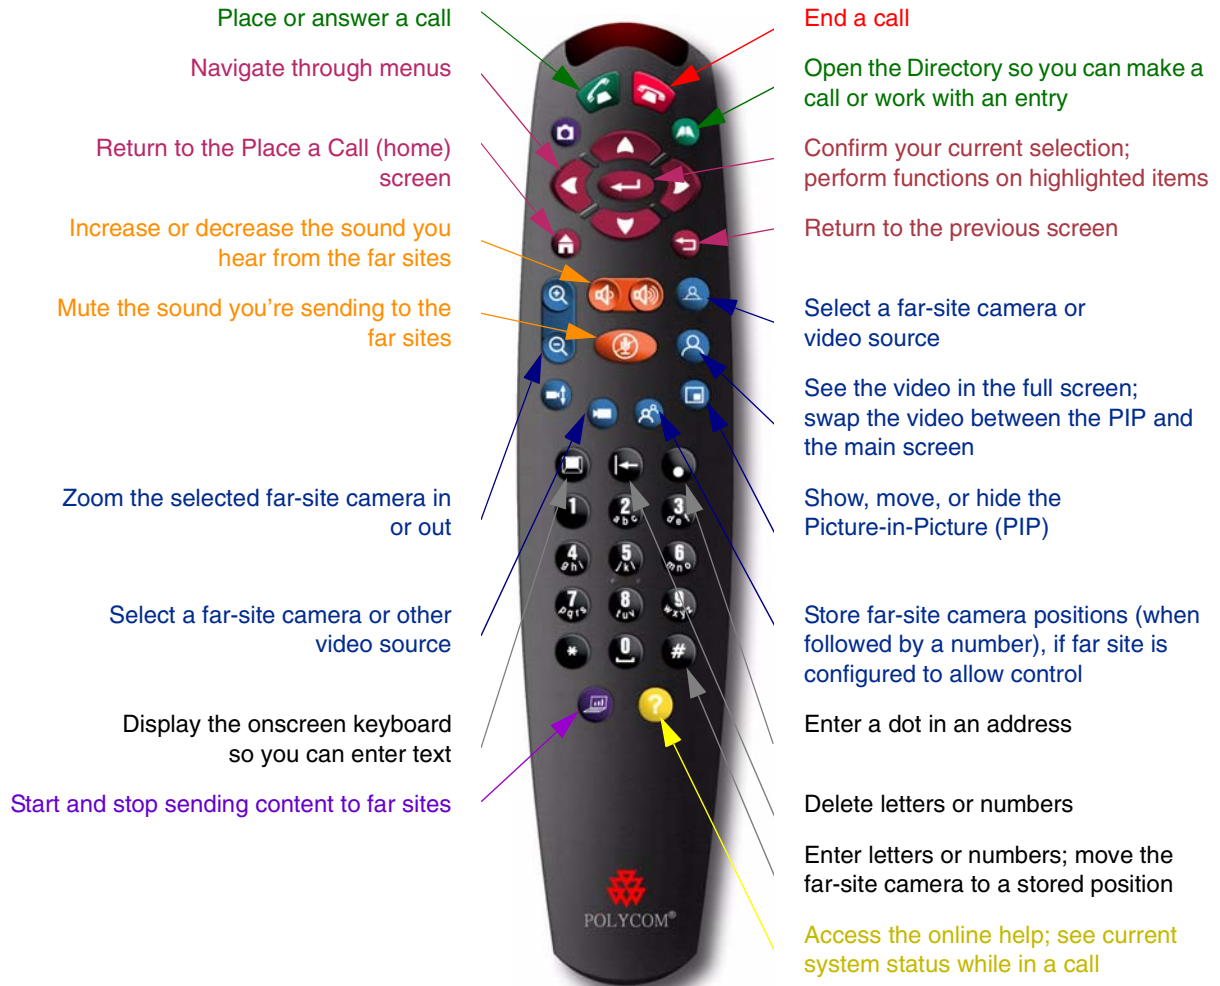 Place or answer a call
Navigate through menus
Return to the Place a Call (home)
screen
Increase or decrease the sound you
hear from the far sites
Mute the sound you’re sending to the
far sites
Zoom the selected far-site camera in
or out
Select a far-site camera or other
video source
Display the onscreen keyboard
so you can enter text
Start and stop sending content to far sites
1
2
abc
3
def
4
ghi
5
jkl
6
mno
7
pqrs
8
tuv
9
wxyz
*
0
#
?
POLYCOM®
End a call
Open the Directory so you can make a
call or work with an entry
Confirm your current selection;
perform functions on highlighted items
Return to the previous screen
Select a far-site camera or
video source
See the video in the full screen;
swap the video between the PIP and
the main screen
Show, move, or hide the
Picture-in-Picture (PIP)
Store far-site camera positions (when
followed by a number), if far site is
configured to allow control
Enter a dot in an address
Delete letters or numbers
Enter letters or numbers; move the
far-site camera to a stored position
Access the online help; see current
system status while in a call